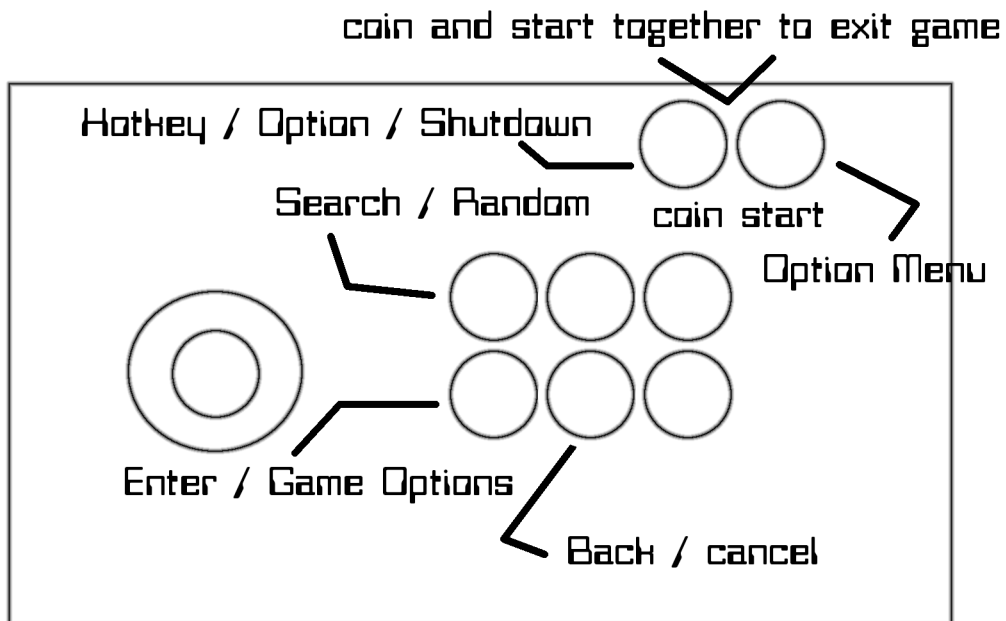 coin and start together to exit game
Hotkey / Option / Shutdown
Search / Random
coin start
Option Menu
Enter / Game Options
Back / cancel